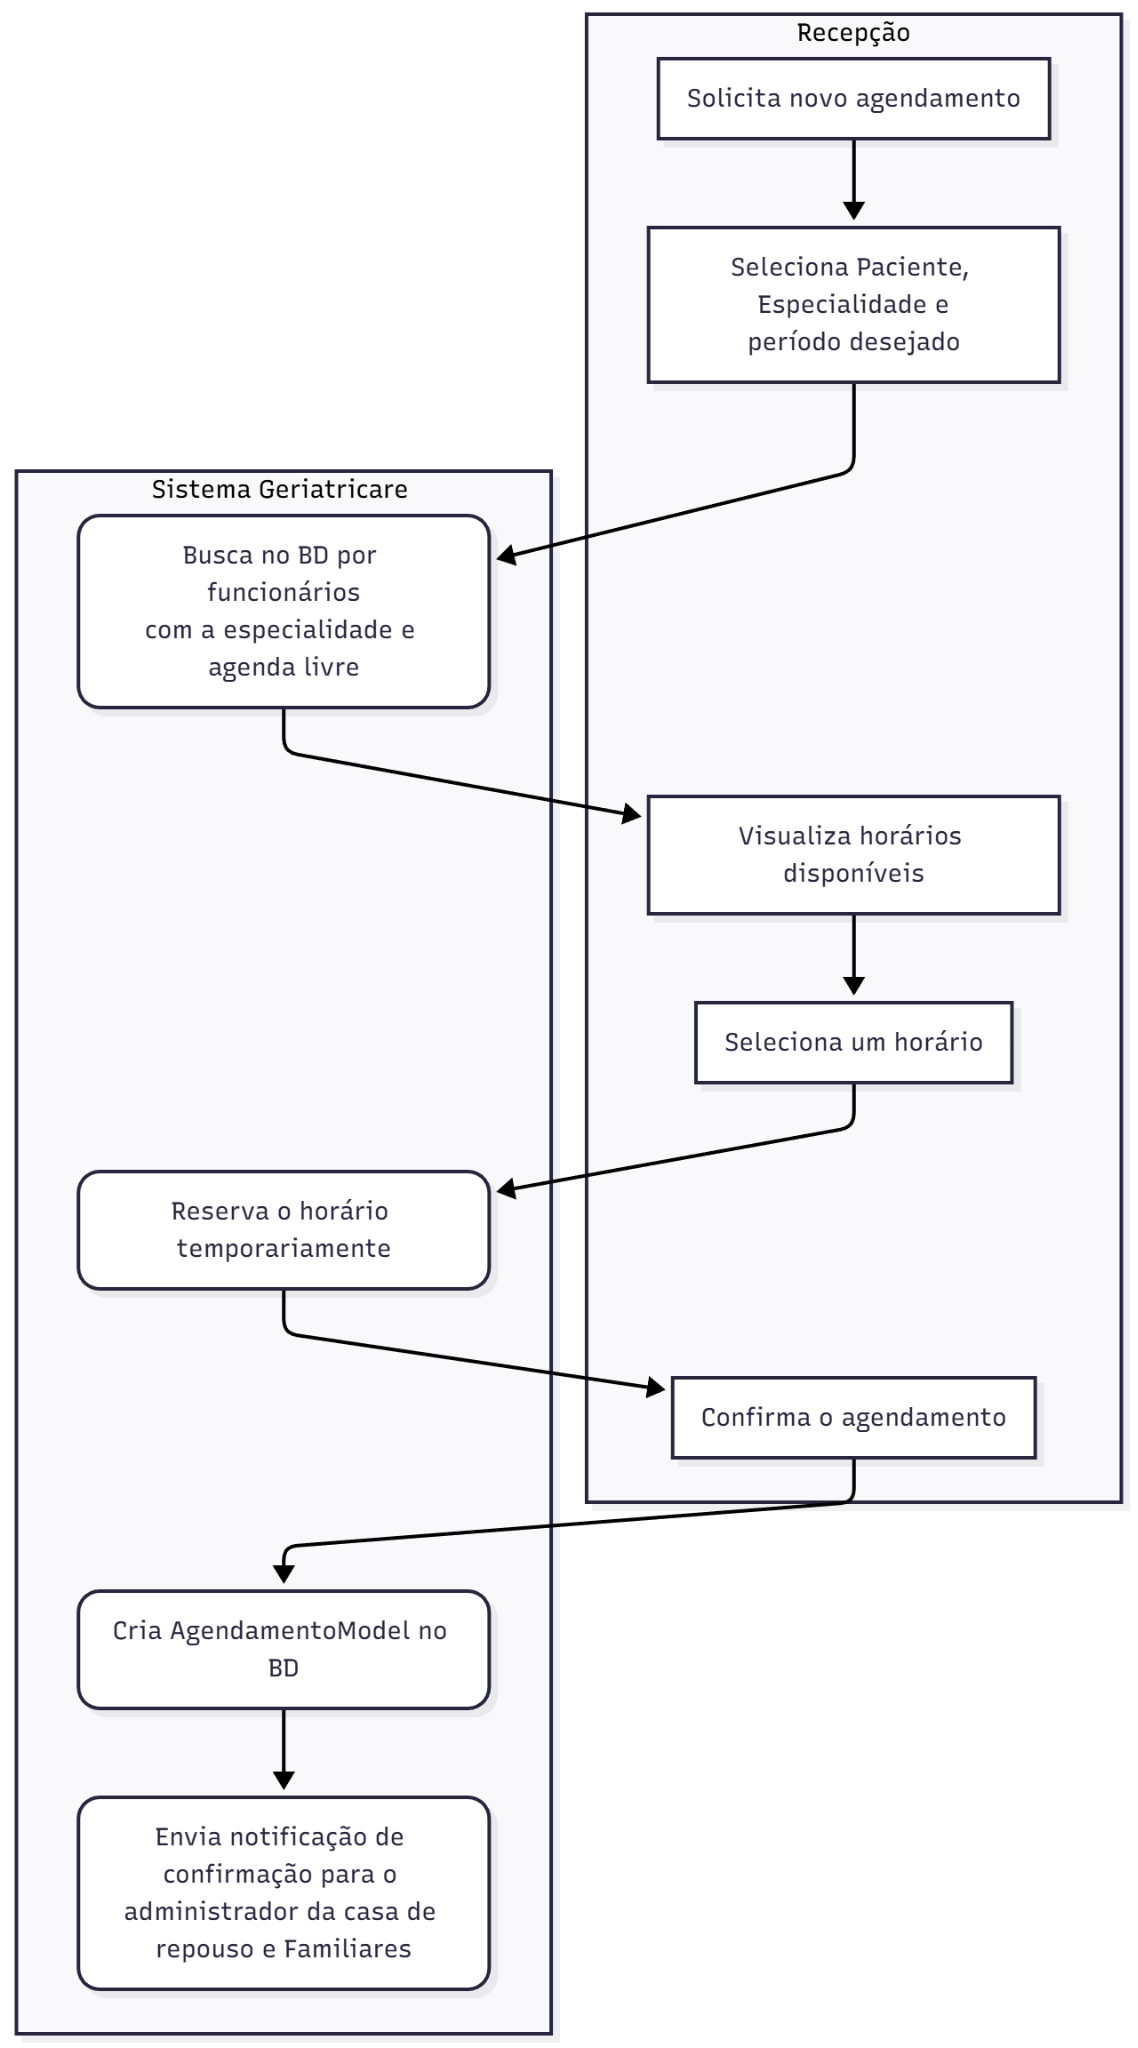 Recepção
Solicita novo agendamento
Seleciona Paciente,
Especialidade e
período desejado
Sistema Geriatricare
Busca no BD por
funcionários
com a especialidade e
agenda livre
Visualiza horários
disponíveis
Seleciona um horário
Reserva o horário
temporariamente
Confirma o agendamento
Cria AgendamentoModel no
BD
Envia notificação de
confirmação para o
administrador da casa de
repouso e Familiares